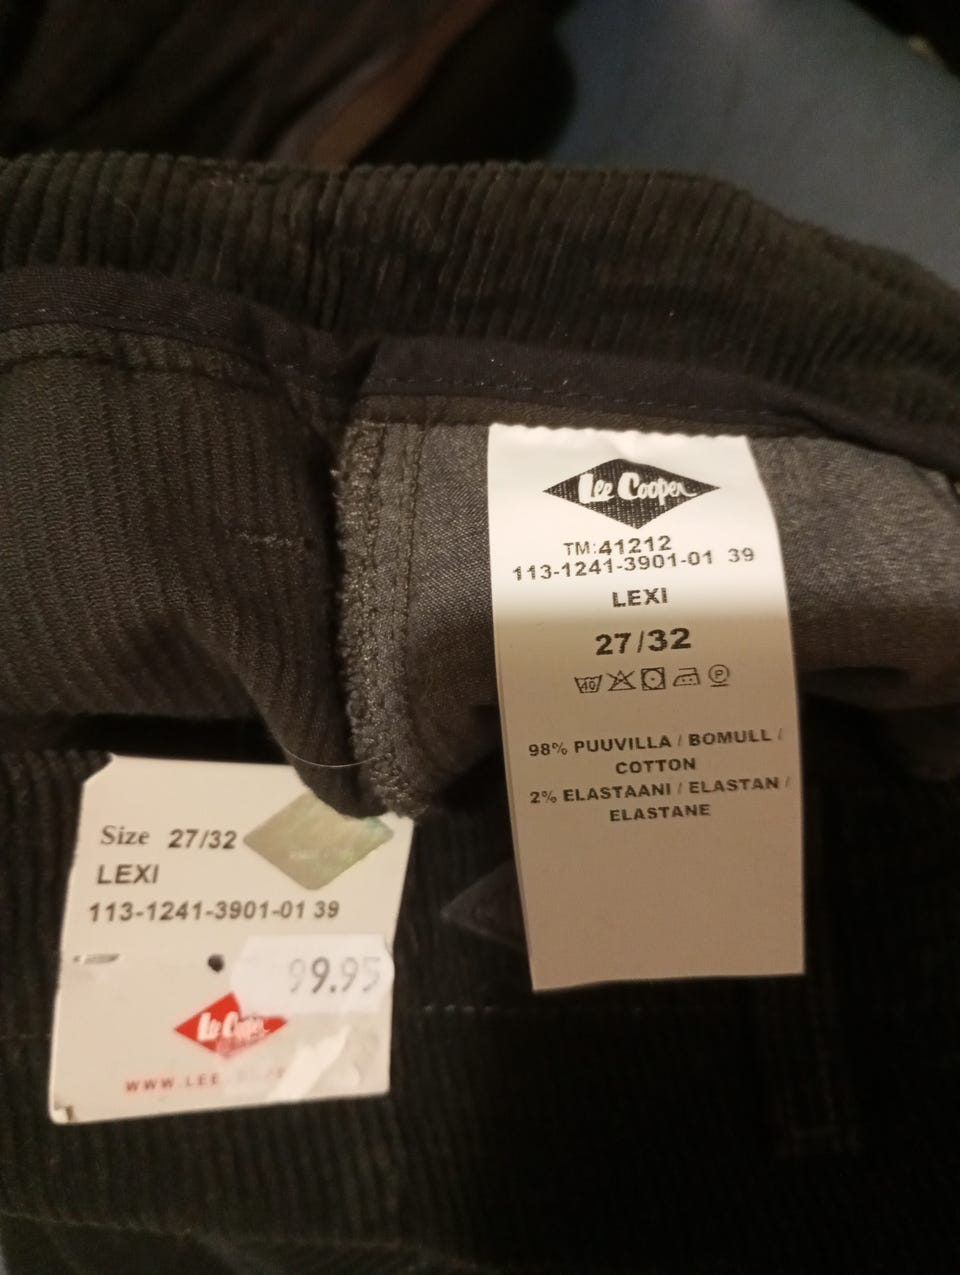 Lee Cooper
TM:41212
113-1241-3901-01 39
LEXI
27/32
40
P
98% PUUVILLA / BOMULL /
COTTON
2% ELASTAANI / ELASTAN /
ELASTANE
Size 27/32
LEXI
113-1241-3901-01 39
99.95
Lee Cooper
WWW.LEE